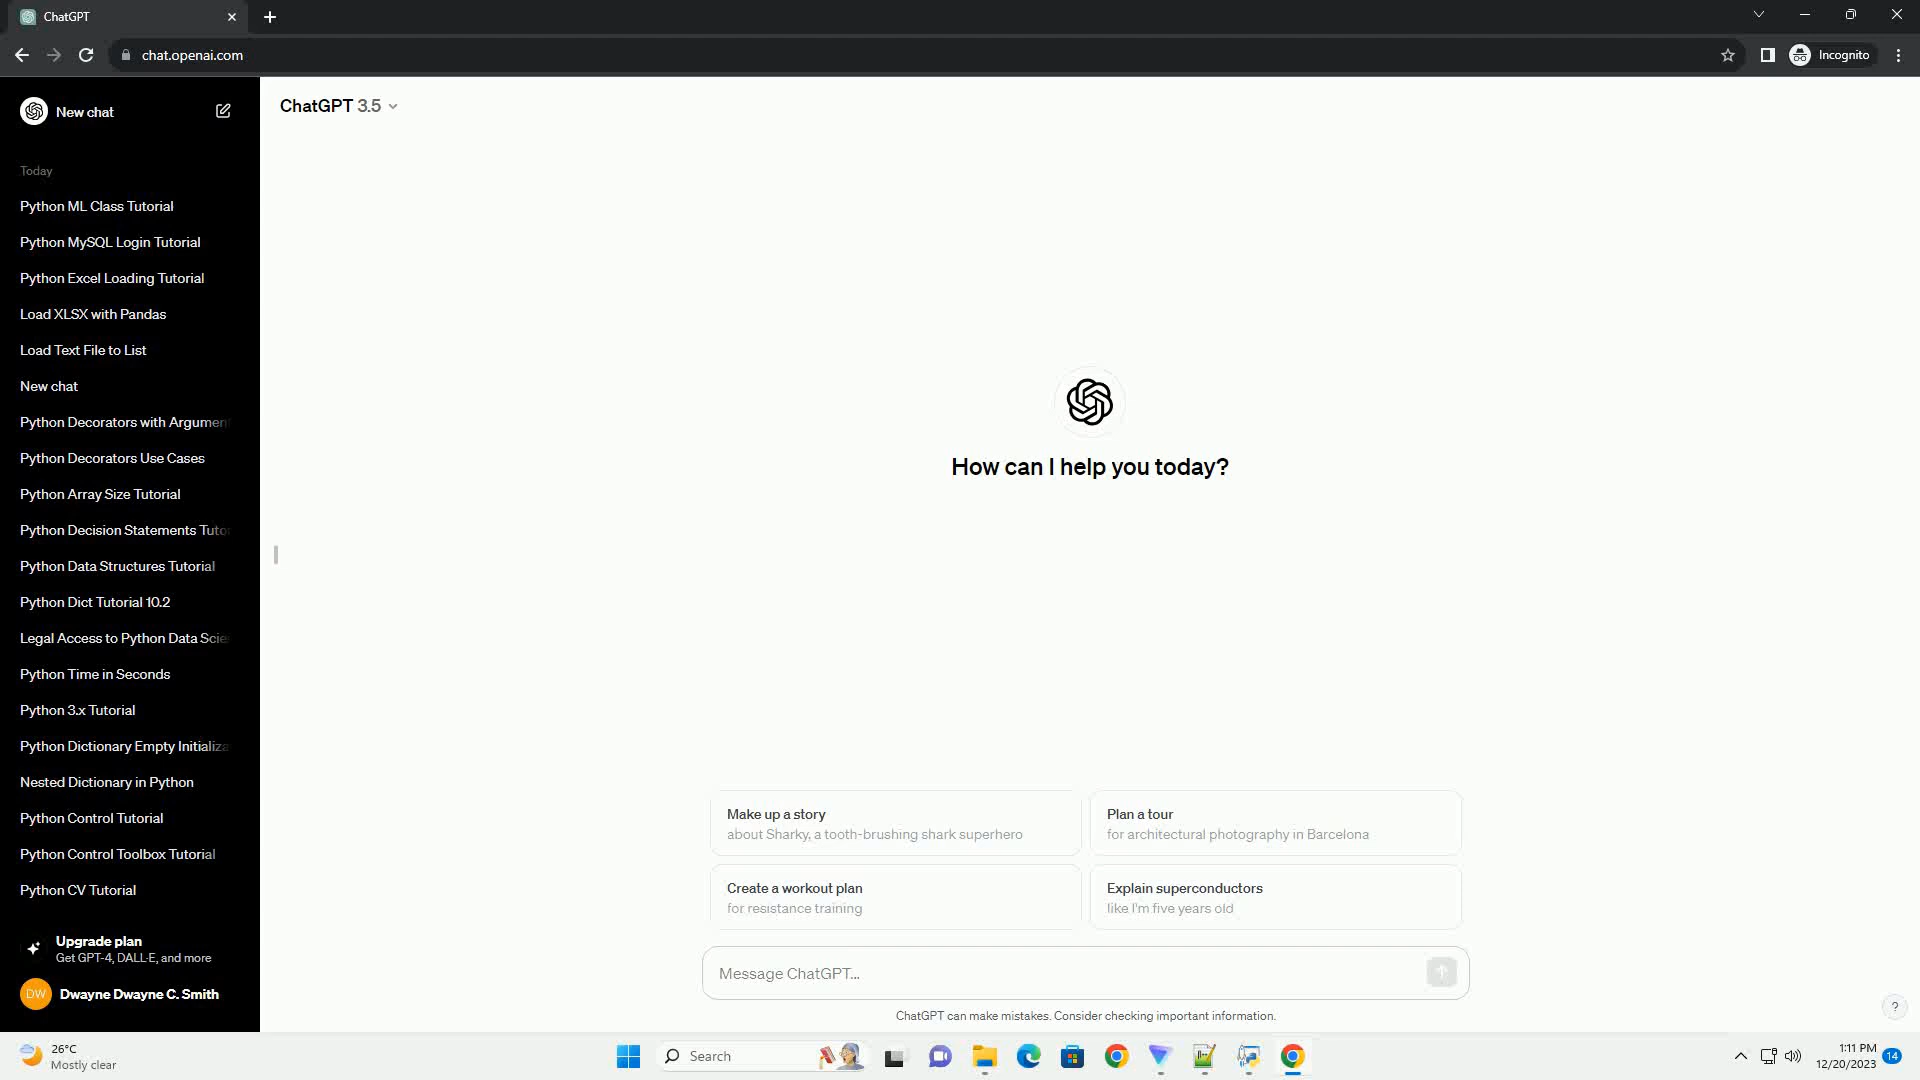 ChatGPT
chat.openai.com
Incognito
New chat
ChatGPT 3.5
Today
Python ML Class Tutorial
Python MySQL Login Tutorial
Python Excel Loading Tutorial
Load XLSX with Pandas
Load Text File to List
New chat
Python Decorators with Argument
Python Decorators Use Cases
Python Array Size Tutorial
Python Decision Statements Tutor
Python Data Structures Tutorial
Python Dict Tutorial 10.2
Legal Access to Python Data Scie
Python Time in Seconds
Python 3.x Tutorial
Python Dictionary Empty Initializa
Nested Dictionary in Python
Python Control Tutorial
Python Control Toolbox Tutorial
Python CV Tutorial
Upgrade plan
Get GPT-4, DALL·E, and more
DW
Dwayne Dwayne C. Smith
How can I help you today?
Make up a story
about Sharky, a tooth-brushing shark superhero
Plan a tour
for architectural photography in Barcelona
Create a workout plan
for resistance training
Explain superconductors
like I'm five years old
Message ChatGPT...
ChatGPT can make mistakes. Consider checking important information.
?
26°C
Mostly clear
Search
1:11 PM
12/20/2023
14